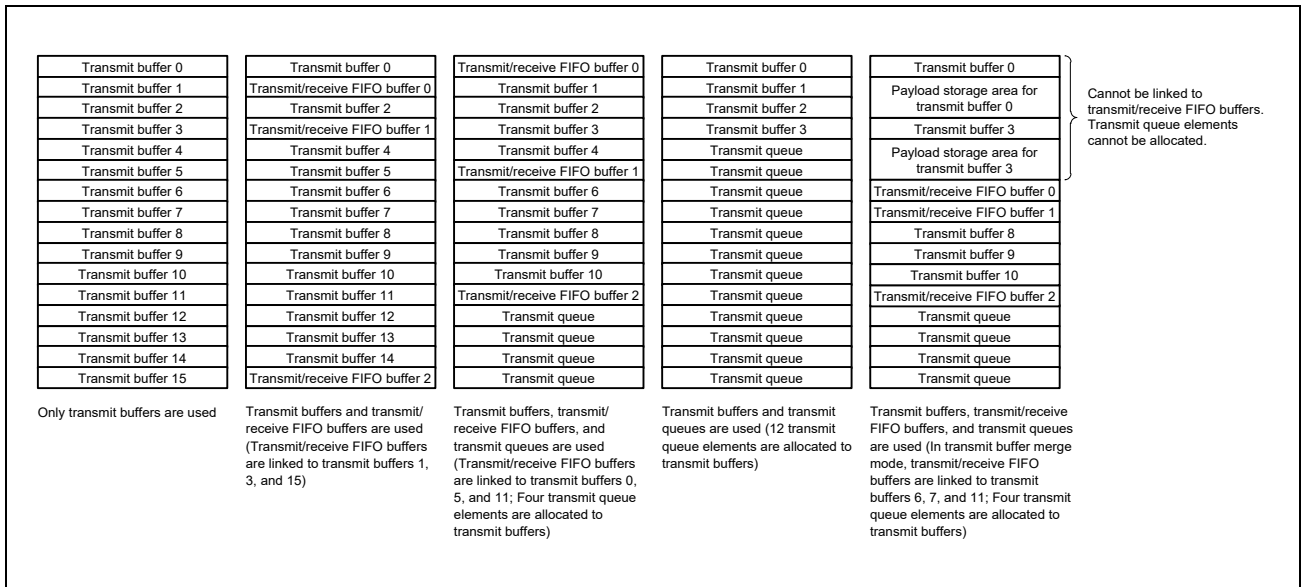 Transmit buffer 0
Transmit buffer 1
Transmit buffer 2
Transmit buffer 3
Transmit buffer 4
Transmit buffer 5
Transmit buffer 6
Transmit buffer 7
Transmit buffer 8
Transmit buffer 9
Transmit buffer 10
Transmit buffer 11
Transmit buffer 12
Transmit buffer 13
Transmit buffer 14
Transmit buffer 15
Only transmit buffers are used
Transmit buffer 0
Transmit/receive FIFO buffer 0
Transmit buffer 2
Transmit/receive FIFO buffer 1
Transmit buffer 4
Transmit buffer 5
Transmit buffer 6
Transmit buffer 7
Transmit buffer 8
Transmit buffer 9
Transmit buffer 10
Transmit buffer 11
Transmit buffer 12
Transmit buffer 13
Transmit buffer 14
Transmit/receive FIFO buffer 2
Transmit buffers and transmit/
receive FIFO buffers are used
(Transmit/receive FIFO buffers
are linked to transmit buffers 1,
3, and 15)
Transmit/receive FIFO buffer 0
Transmit buffer 1
Transmit buffer 2
Transmit buffer 3
Transmit buffer 4
Transmit/receive FIFO buffer 1
Transmit buffer 6
Transmit buffer 7
Transmit buffer 8
Transmit buffer 9
Transmit buffer 10
Transmit/receive FIFO buffer 2
Transmit queue
Transmit queue
Transmit queue
Transmit queue
Transmit buffers, transmit/
receive FIFO buffers, and
transmit queues are used
(Transmit/receive FIFO buffers
are linked to transmit buffers 0,
5, and 11; Four transmit queue
elements are allocated to
transmit buffers)
Transmit buffer 0
Transmit buffer 1
Transmit buffer 2
Transmit buffer 3
Transmit queue
Transmit queue
Transmit queue
Transmit queue
Transmit queue
Transmit queue
Transmit queue
Transmit queue
Transmit queue
Transmit queue
Transmit queue
Transmit queue
Transmit buffers and transmit
queues are used (12 transmit
queue elements are allocated to
transmit buffers)
Transmit buffer 0
Payload storage area for
transmit buffer 0
Transmit buffer 3
Payload storage area for
transmit buffer 3
Transmit/receive FIFO buffer 0
Transmit/receive FIFO buffer 1
Transmit buffer 8
Transmit buffer 9
Transmit buffer 10
Transmit/receive FIFO buffer 2
Transmit queue
Transmit queue
Transmit queue
Transmit queue
Transmit buffers, transmit/receive
FIFO buffers, and transmit queues
are used (In transmit buffer merge
mode, transmit/receive FIFO
buffers are linked to transmit
buffers 6, 7, and 11; Four transmit
queue elements are allocated to
transmit buffers)
Cannot be linked to
transmit/receive FIFO buffers.
Transmit queue elements
cannot be allocated.